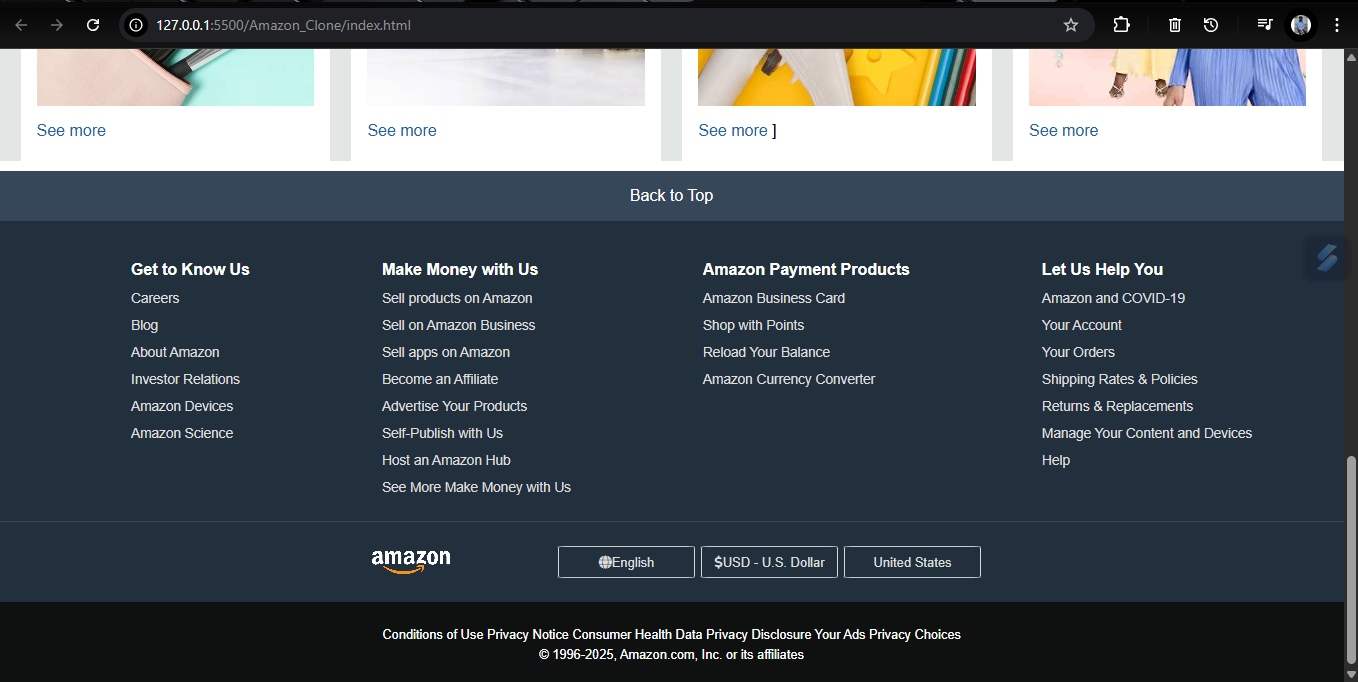 127.0.0.1:5500/Amazon_Clone/index.html
See more
See more
See more ]
See more
Back to Top
Get to Know Us
Careers
Blog
About Amazon
Investor Relations
Amazon Devices
Amazon Science
Make Money with Us
Sell products on Amazon
Sell on Amazon Business
Sell apps on Amazon
Become an Affiliate
Advertise Your Products
Self-Publish with Us
Host an Amazon Hub
See More Make Money with Us
Amazon Payment Products
Amazon Business Card
Shop with Points
Reload Your Balance
Amazon Currency Converter
Let Us Help You
Amazon and COVID-19
Your Account
Your Orders
Shipping Rates & Policies
Returns & Replacements
Manage Your Content and Devices
Help
amazon
English
$USD - U.S. Dollar
United States
Conditions of Use Privacy Notice Consumer Health Data Privacy Disclosure Your Ads Privacy Choices
© 1996-2025, Amazon.com, Inc. or its affiliates